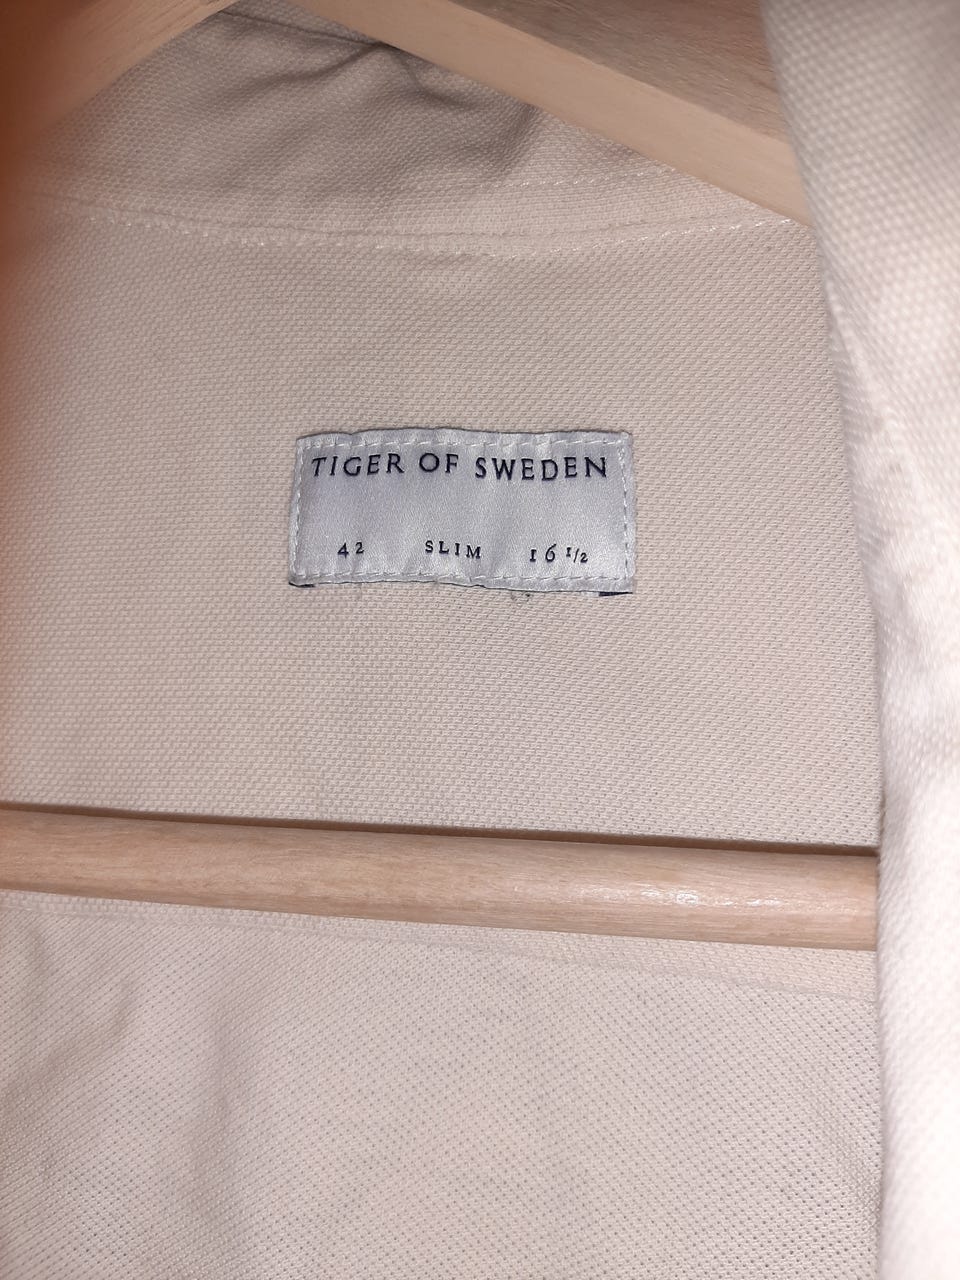 TIGER OF SWEDEN
42 SLIM 16 1/2